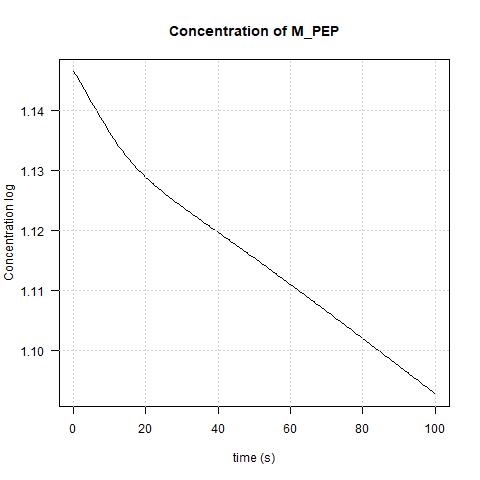 Concentration of M_PEP
Concentration log
1.14
1.13
1.12
1.11
1.10
0 20 40 60 80 100
time (s)